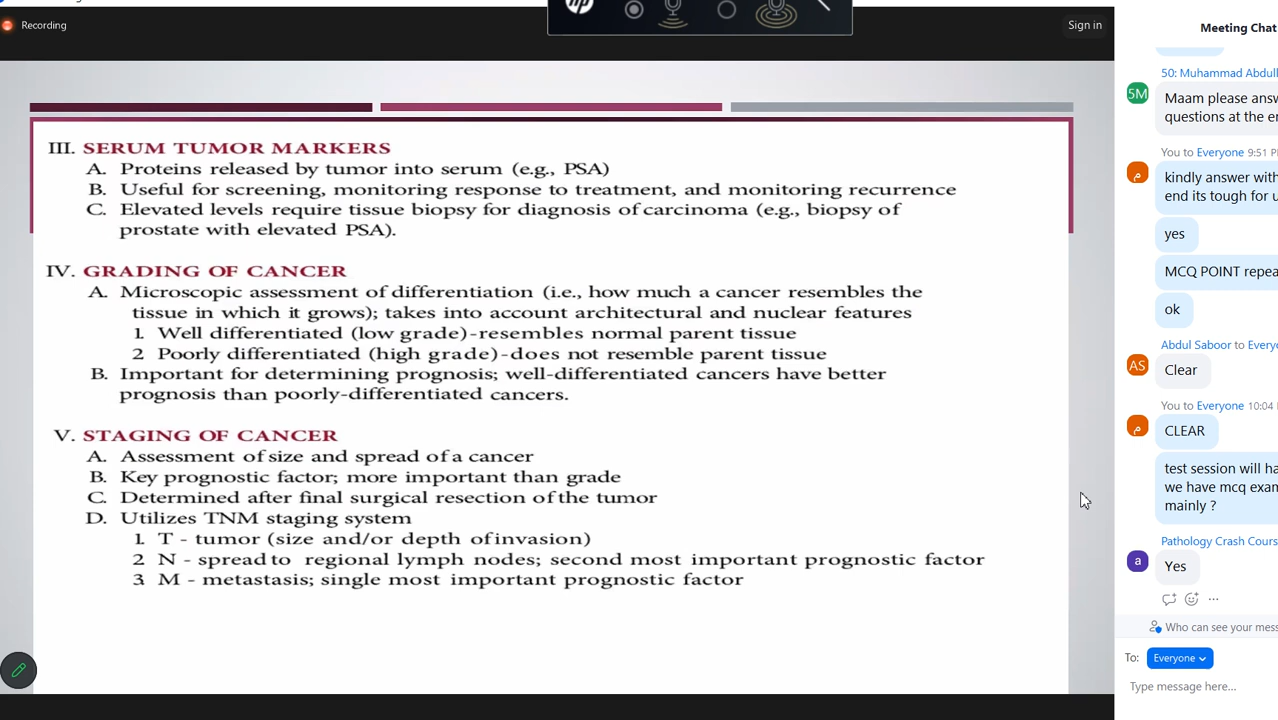 Recording
hp
Sign in
III. SERUM TUMOR MARKERS
A. Proteins released by tumor into serum (e.g., PSA)
B. Useful for screening, monitoring response to treatment, and monitoring recurrence
C. Elevated levels require tissue biopsy for diagnosis of carcinoma (e.g., biopsy of
prostate with elevated PSA).
IV. GRADING OF CANCER
A. Microscopic assessment of differentiation (i.e., how much a cancer resembles the
tissue in which it grows); takes into account architectural and nuclear features
1. Well differentiated (low grade)-resembles normal parent tissue
2 Poorly differentiated (high grade)-does not resemble parent tissue
B. Important for determining prognosis; well-differentiated cancers have better
prognosis than poorly-differentiated cancers.
V. STAGING OF CANCER
A. Assessment of size and spread of a cancer
B. Key prognostic factor; more important than grade
C. Determined after final surgical resection of the tumor
D. Utilizes TNM staging system
1. T - tumor (size and/or depth of invasion)
2 N - spread to regional lymph nodes; second most important prognostic factor
3 M - metastasis; single most important prognostic factor
Meeting Chat
50: Muhammad Abdull
5M
Maam please answ
questions at the e
You to Everyone 9:51 P
م
kindly answer with
end its tough for u
yes
MCQ POINT repea
ok
Abdul Saboor to Every
AS
Clear
You to Everyone 10:04
م
CLEAR
test session will ha
we have mcq exam
mainly ?
Pathology Crash Cours
a
Yes
Who can see your mess
To: Everyone
Type message here...